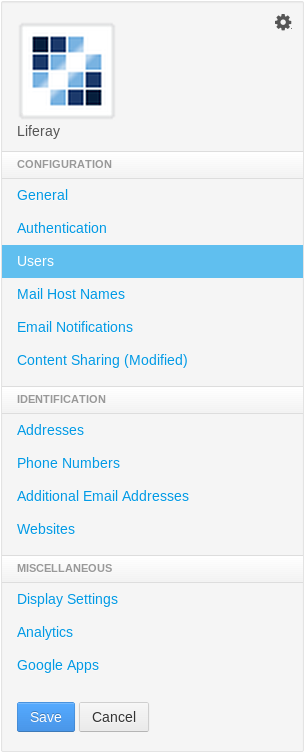 Liferay
CONFIGURATION
General
Authentication
Users
Mail Host Names
Email Notifications
Content Sharing (Modified)
IDENTIFICATION
Addresses
Phone Numbers
Additional Email Addresses
Websites
MISCELLANEOUS
Display Settings
Analytics
Google Apps
Save Cancel